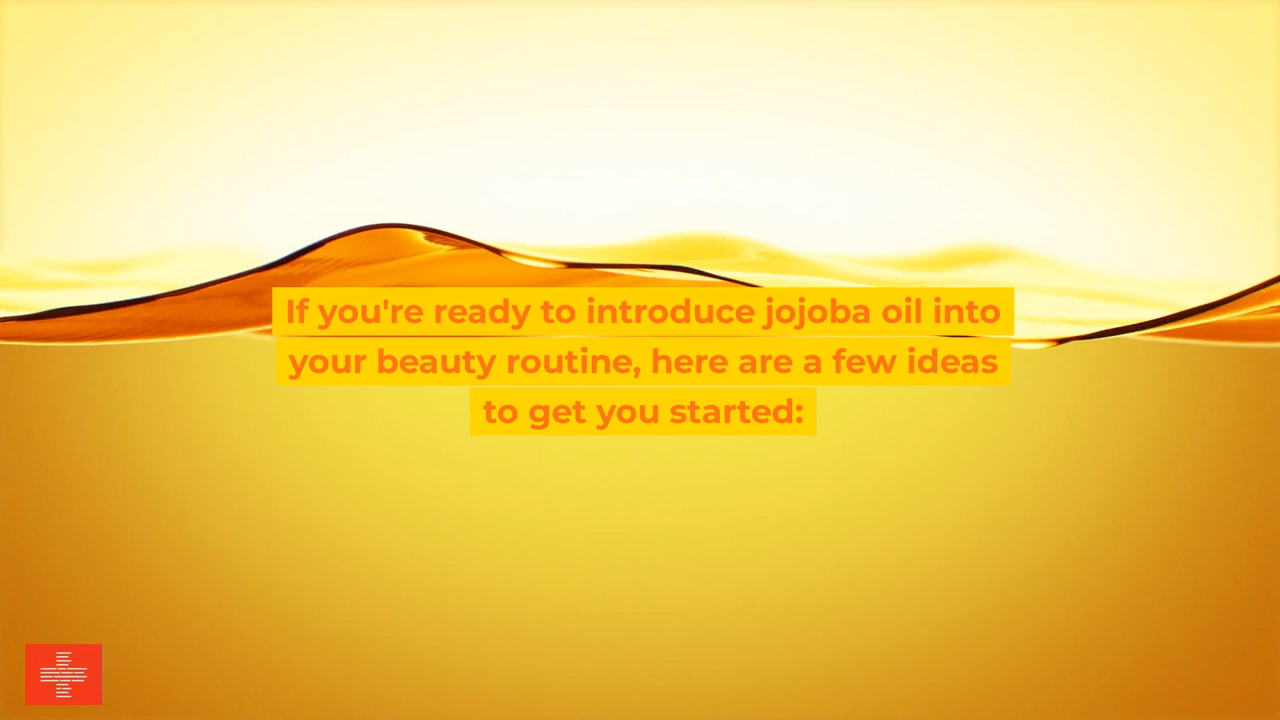 If you're ready to introduce jojoba oil into
your beauty routine, here are a few ideas
to get you started: